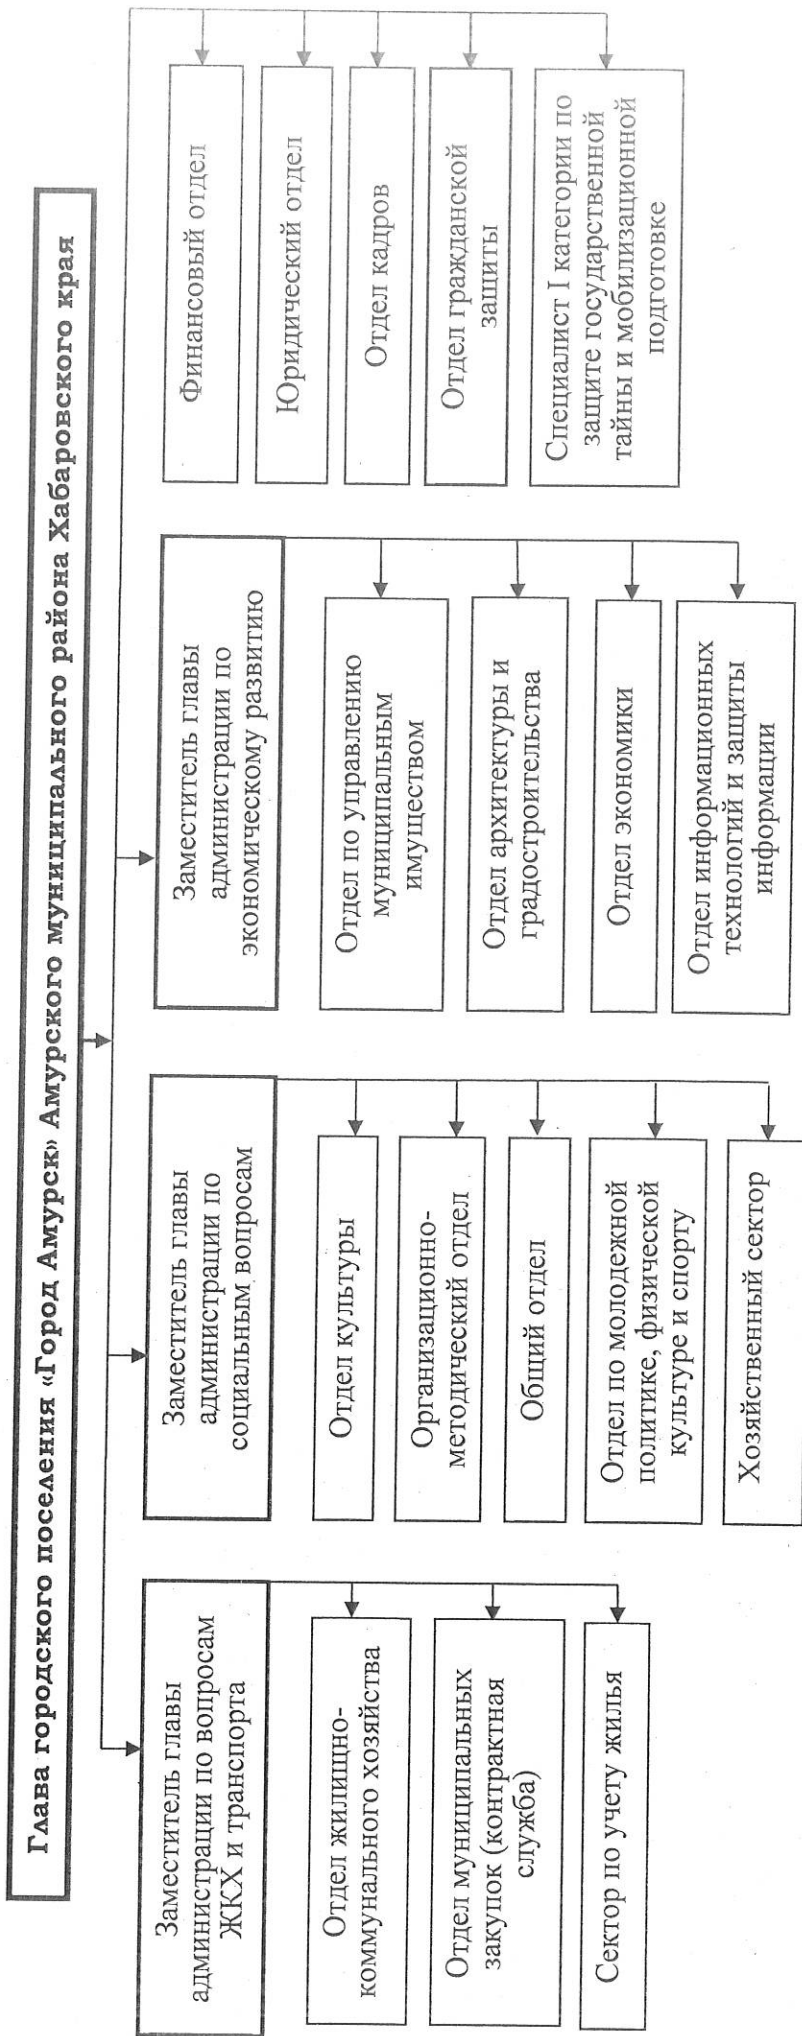 Глава городского поселения «Город Амурск» Амурского муниципального района Хабаровского края
Заместитель главы
администрации по вопросам
ЖКХ и транспорта
Отдел жилищно-
коммунального хозяйства
Отдел муниципальных
закупок (контрактная
служба)
Сектор по учету жилья
Заместитель главы
администрации по
социальным вопросам
Отдел культуры
Организационно-
методический отдел
Общий отдел
Отдел по молодежной
политике, физической
культуре и спорту
Хозяйственный сектор
Заместитель главы
администрации по
экономическому развитию
Отдел по управлению
муниципальным
имуществом
Отдел архитектуры и
градостроительства
Отдел экономики
Отдел информационных
технологий и защиты
информации
Финансовый отдел
Юридический отдел
Отдел кадров
Отдел гражданской
защиты
Специалист I категории по
защите государственной
тайны и мобилизационной
подготовке